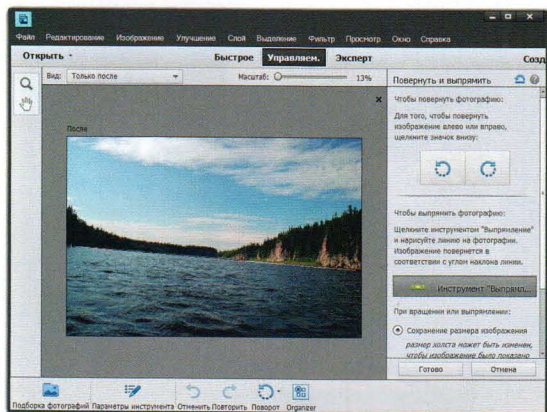 Файл Редактирование Изображение Улучшение Слой Выделение Фильтр Просмотр Окно Справка
Открыть Быстрое Управляем. Эксперт Созд
Вид: Только после Масштаб: 13%
Повернуть и выпрямить
После
Чтобы повернуть фотографию:
Для того, чтобы повернуть
изображение влево или вправо,
щелкните значок внизу:
Чтобы выпрямить фотографию:
Щелкните инструментом "Выпрямление"
и нарисуйте линию на фотографии.
Изображение повернется в
соответствии с углом наклона линии.
Инструмент "Выпрямл...
При вращении или выпрямлении:
Сохранение размера изображения
размер холста может быть изменен,
чтобы изображение было показано
Готово Отмена
Подборка фотографий Параметры инструмента Отменить Повторить Поворот Organizer